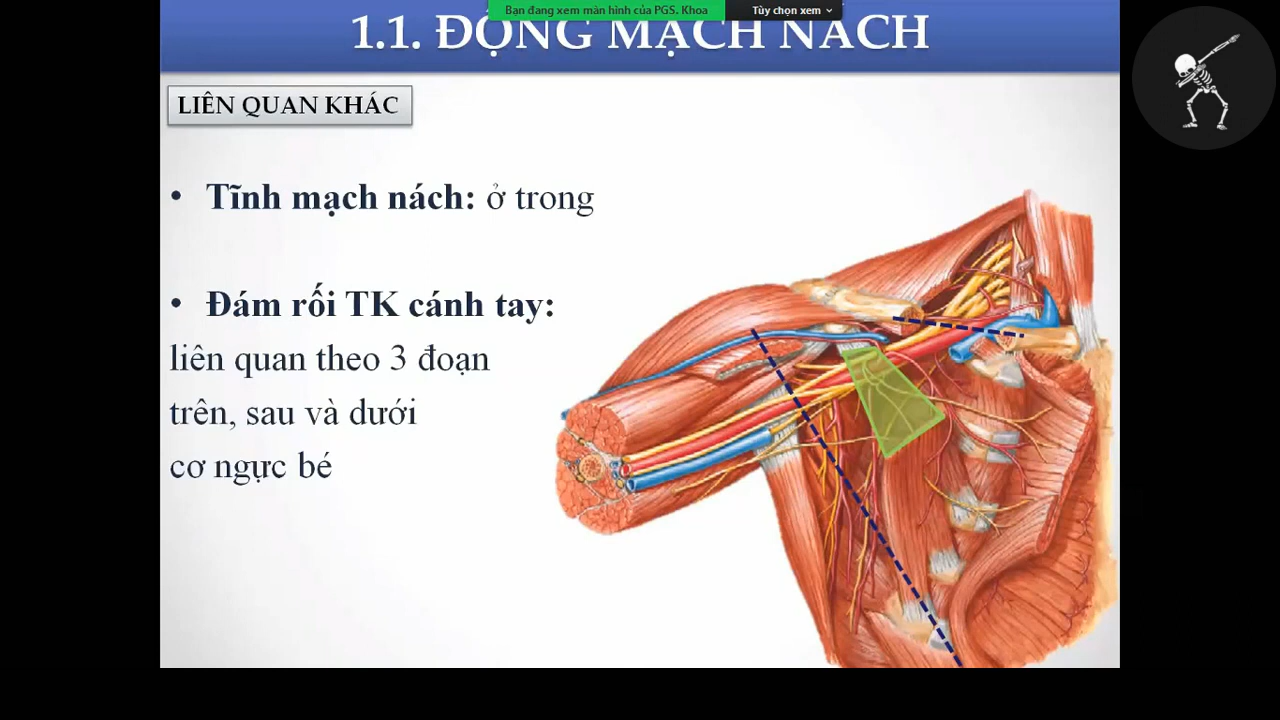 Bạn đang xem màn hình của PGS. Khoa
Tùy chọn xem
1.1. ĐỘNG MẠCH NÁCH
LIÊN QUAN KHÁC
• Tĩnh mạch nách: ở trong
• Đám rối TK cánh tay:
liên quan theo 3 đoạn
trên, sau và dưới
cơ ngực bé